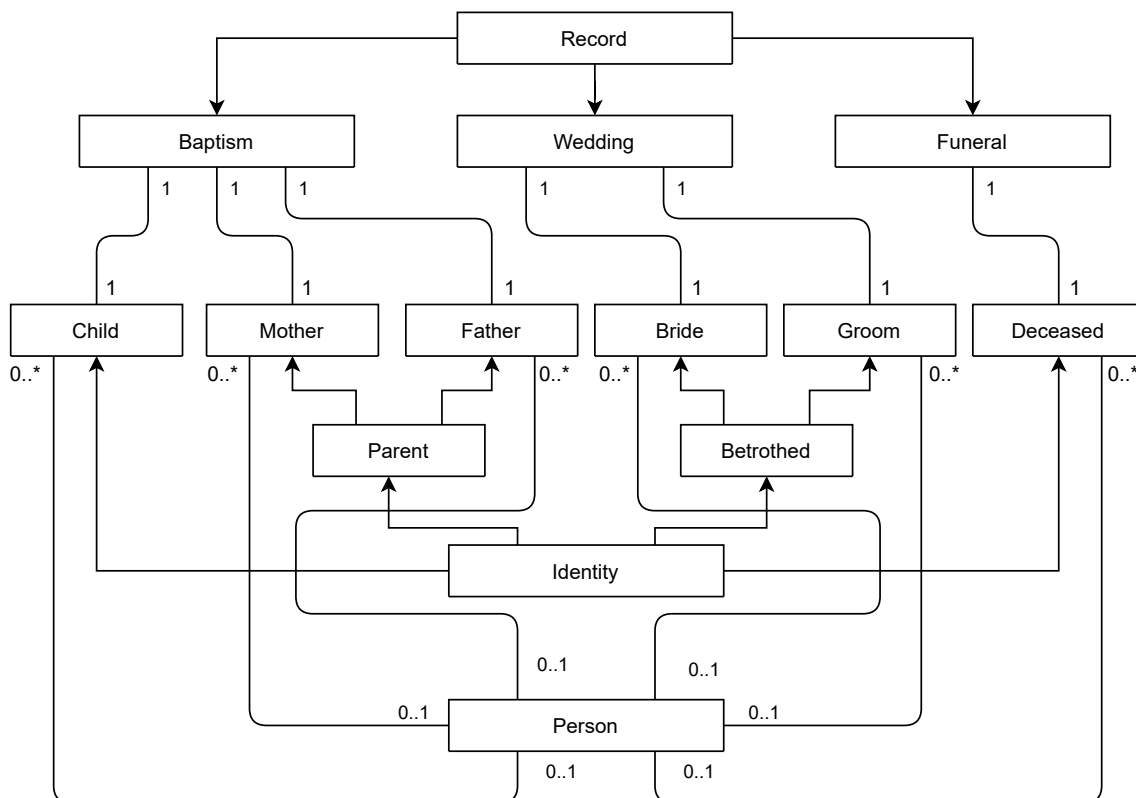 Record
Baptism
Wedding
Funeral
1 1 1 1 1 1
1 1 1 1 1 1
Child
Mother
Father
Bride
Groom
Deceased
0..* 0..* 0..* 0..* 0..* 0..*
Parent
Betrothed
Identity
0..1 0..1
0..1 0..1
Person
0..1 0..1